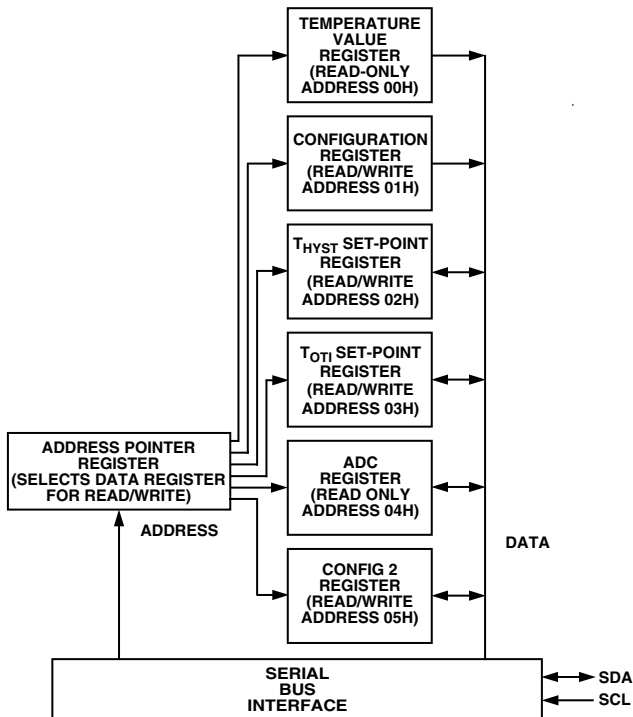 TEMPERATURE
VALUE
REGISTER
(READ-ONLY
ADDRESS 00H)
CONFIGURATION
REGISTER
(READ/WRITE
ADDRESS 01H)
THYST SET-POINT
REGISTER
(READ/WRITE
ADDRESS 02H)
TOTI SET-POINT
REGISTER
(READ/WRITE
ADDRESS 03H)
ADDRESS POINTER
REGISTER
(SELECTS DATA REGISTER
FOR READ/WRITE)
ADC
REGISTER
(READ ONLY
ADDRESS 04H)
ADDRESS
DATA
CONFIG 2
REGISTER
(READ/WRITE
ADDRESS 05H)
SERIAL
BUS
INTERFACE
SDA
SCL